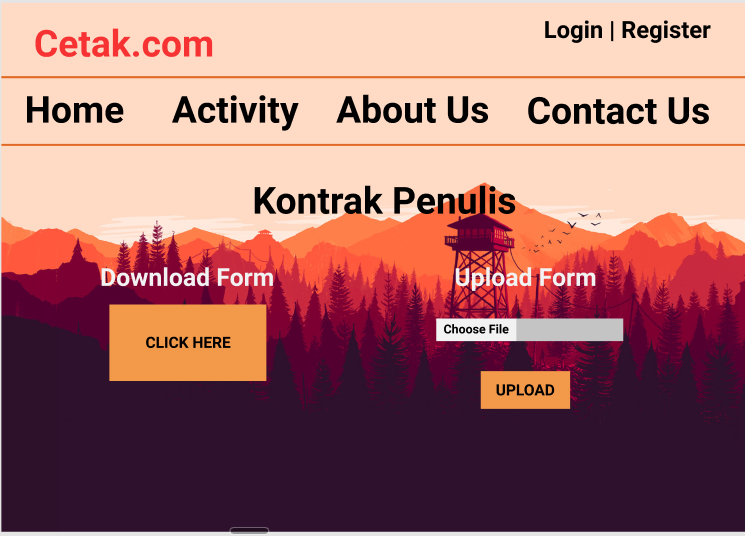 Cetak.com
Login | Register
Home Activity About Us Contact Us
Kontrak Penulis
Download Form
Upload Form
CLICK HERE
Choose File
UPLOAD